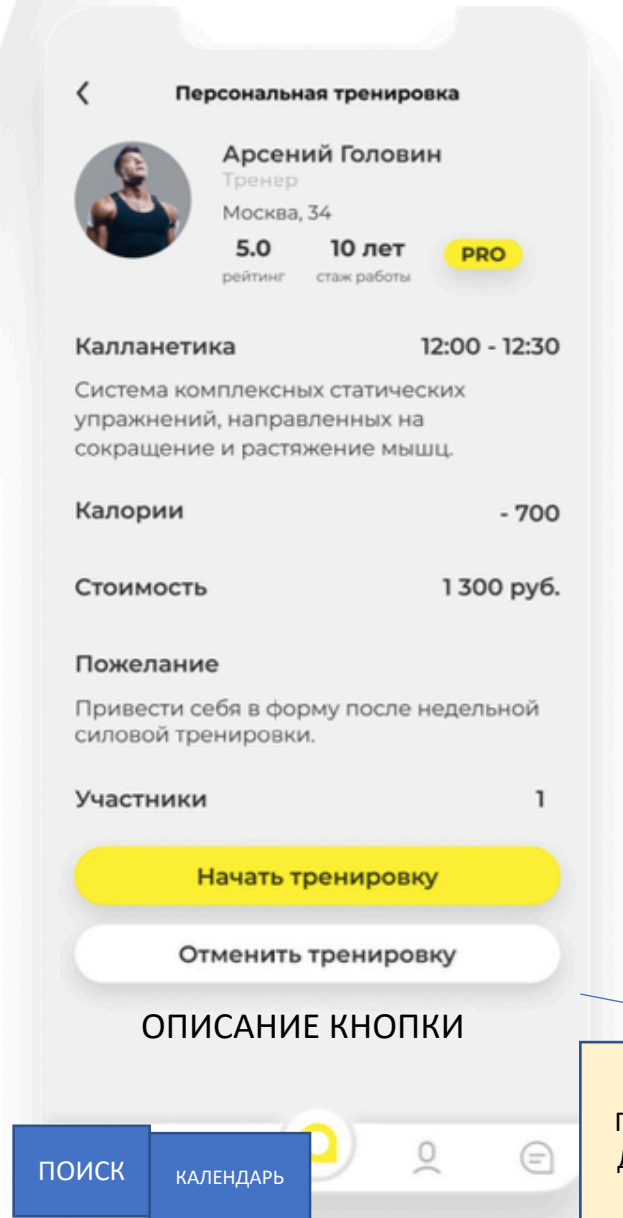 Персональная тренировка
Арсений Головин
Тренер
Москва, 34
5.0 10 лет PRO
рейтинг стаж работы
Калланетика 12:00 - 12:30
Система комплексных статических
упражнений, направленных на
сокращение и растяжение мышц.
Калории - 700
Стоимость 1 300 руб.
Пожелание
Привести себя в форму после недельной
силовой тренировки.
Участники 1
Начать тренировку
Отменить тренировку
ОПИСАНИЕ КНОПКИ
ПОИСК КАЛЕНДАРЬ